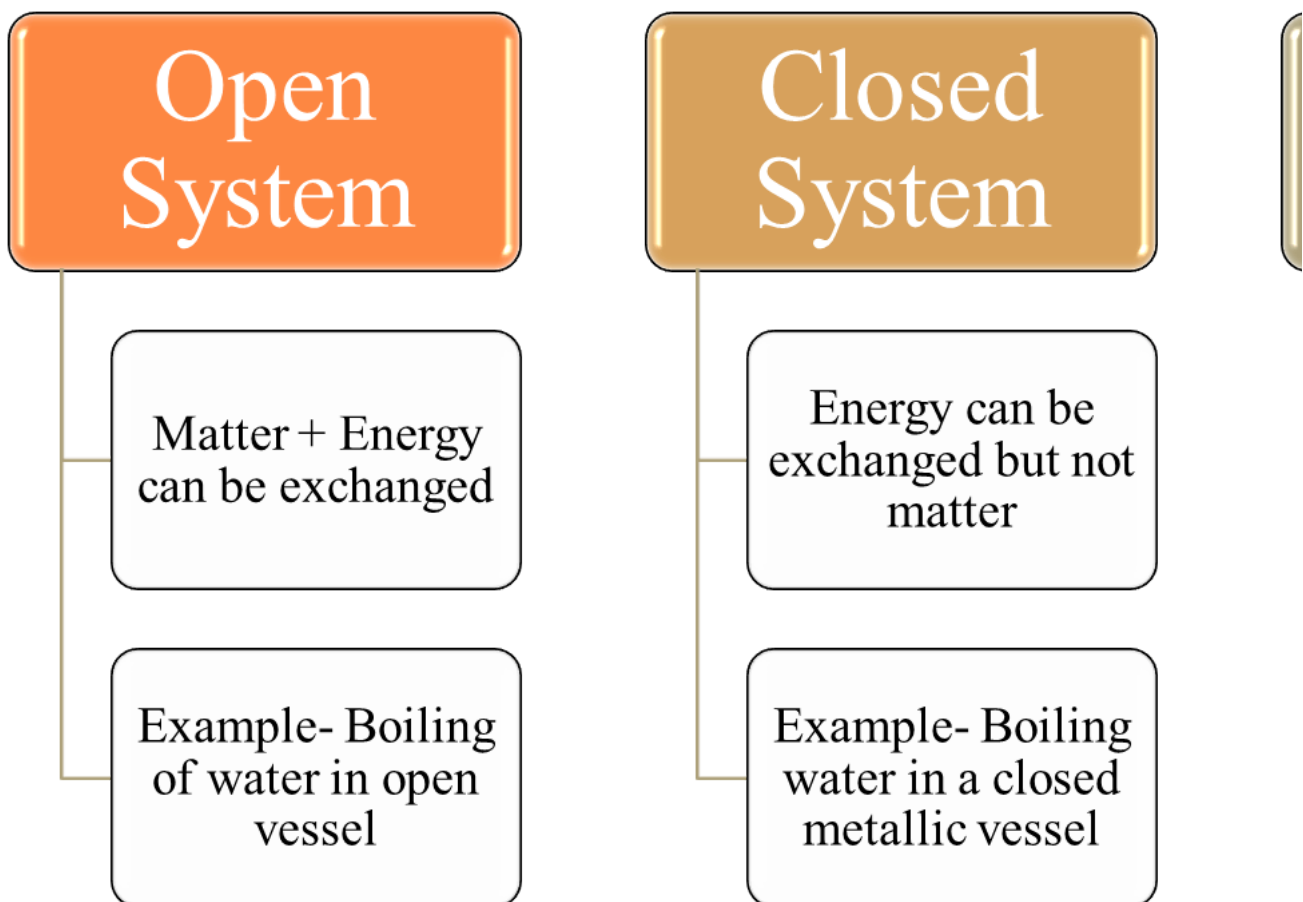 Open
System
Matter + Energy
can be exchanged
Example- Boiling
of water in open
vessel
Closed
System
Energy can be
exchanged but not
matter
Example- Boiling
water in a closed
metallic vessel